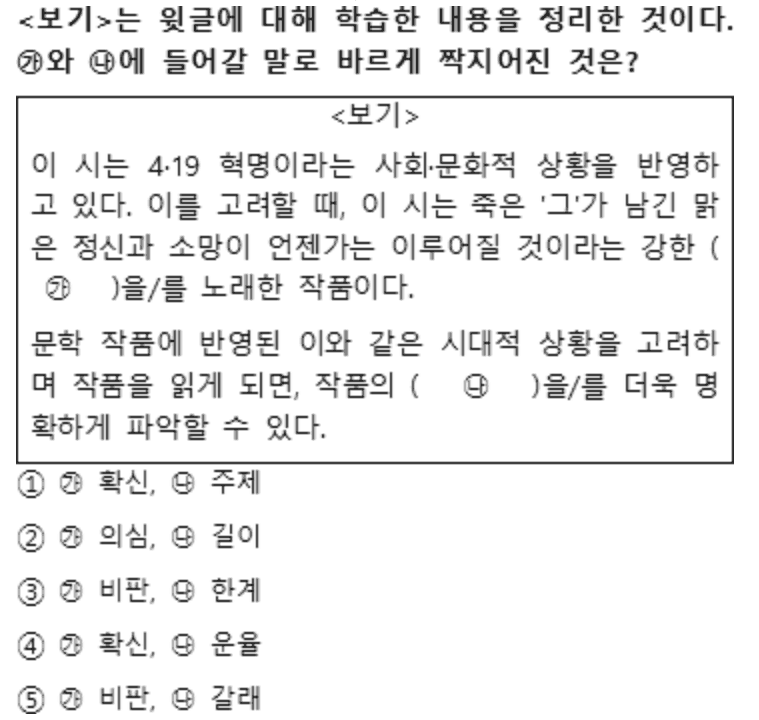 <보기>는 윗글에 대해 학습한 내용을 정리한 것이다.
㉮와 ㉯에 들어갈 말로 바르게 짝지어진 것은?
<보기>
이 시는 4·19 혁명이라는 사회·문화적 상황을 반영하
고 있다. 이를 고려할 때, 이 시는 죽은 '그'가 남긴 맑
은 정신과 소망이 언젠가는 이루어질 것이라는 강한 (
㉮ )을/를 노래한 작품이다.
문학 작품에 반영된 이와 같은 시대적 상황을 고려하
며 작품을 읽게 되면, 작품의 ( ㉯ )을/를 더욱 명
확하게 파악할 수 있다.
① ㉮ 확신, ㉯ 주제
② ㉮ 의심, ㉯ 길이
③ ㉮ 비판, ㉯ 한계
④ ㉮ 확신, ㉯ 운율
⑤ ㉮ 비판, ㉯ 갈래